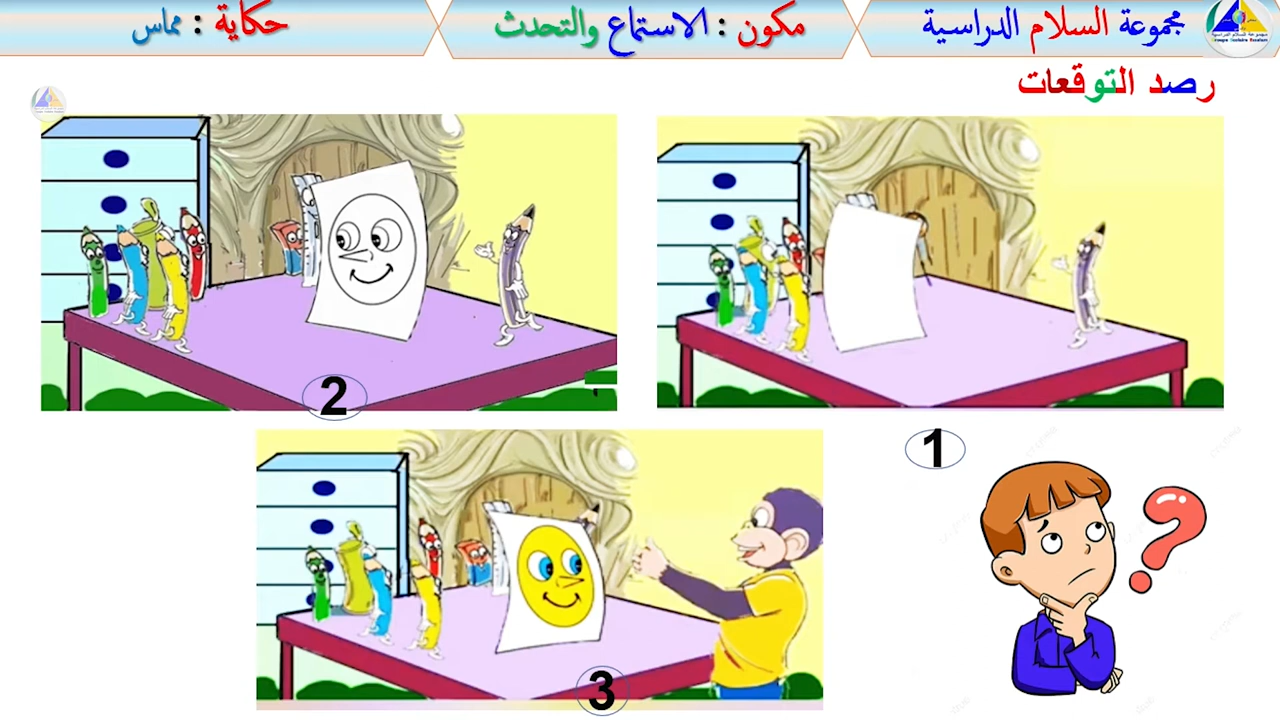 مجموعة السلام الدراسية
مكون : الاستماع والتحدث
حكاية : مماس
رصد التوقعات
2
1
3